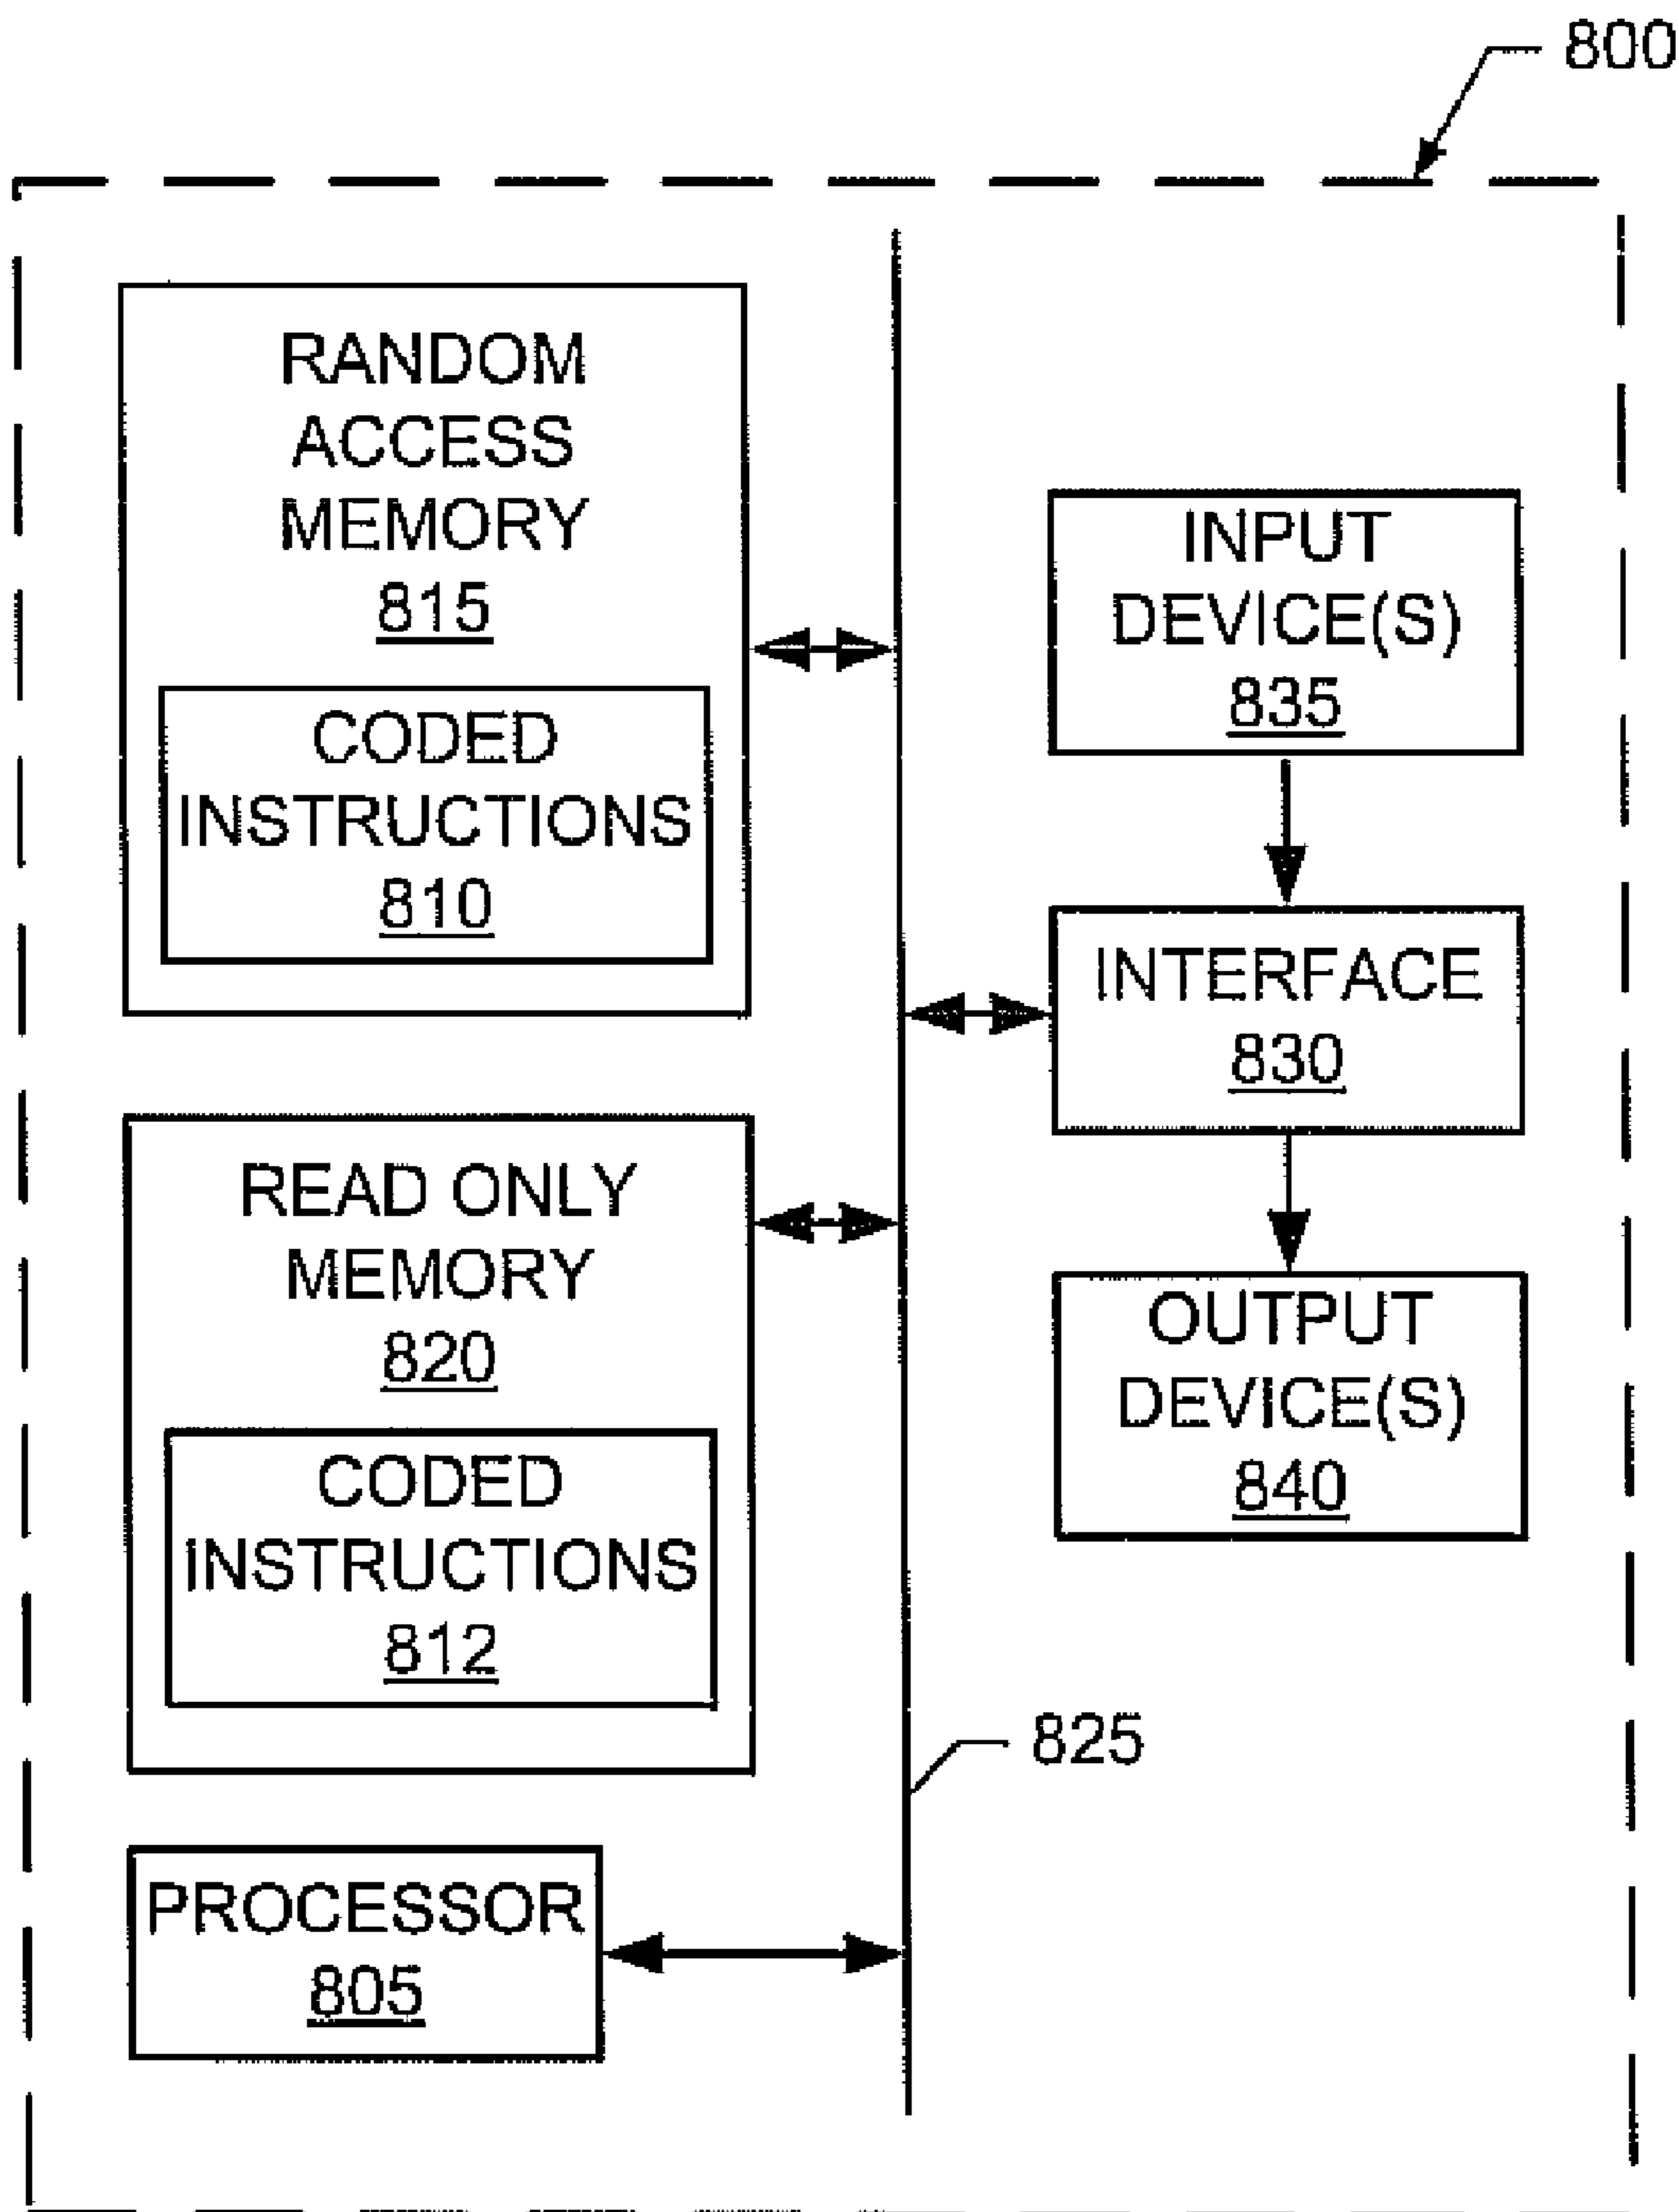 800
RANDOM
ACCESS
MEMORY
815
CODED
INSTRUCTIONS
810
READ ONLY
MEMORY
820
CODED
INSTRUCTIONS
812
PROCESSOR
805
825
INPUT
DEVICE(S)
835
INTERFACE
830
OUTPUT
DEVICE(S)
840